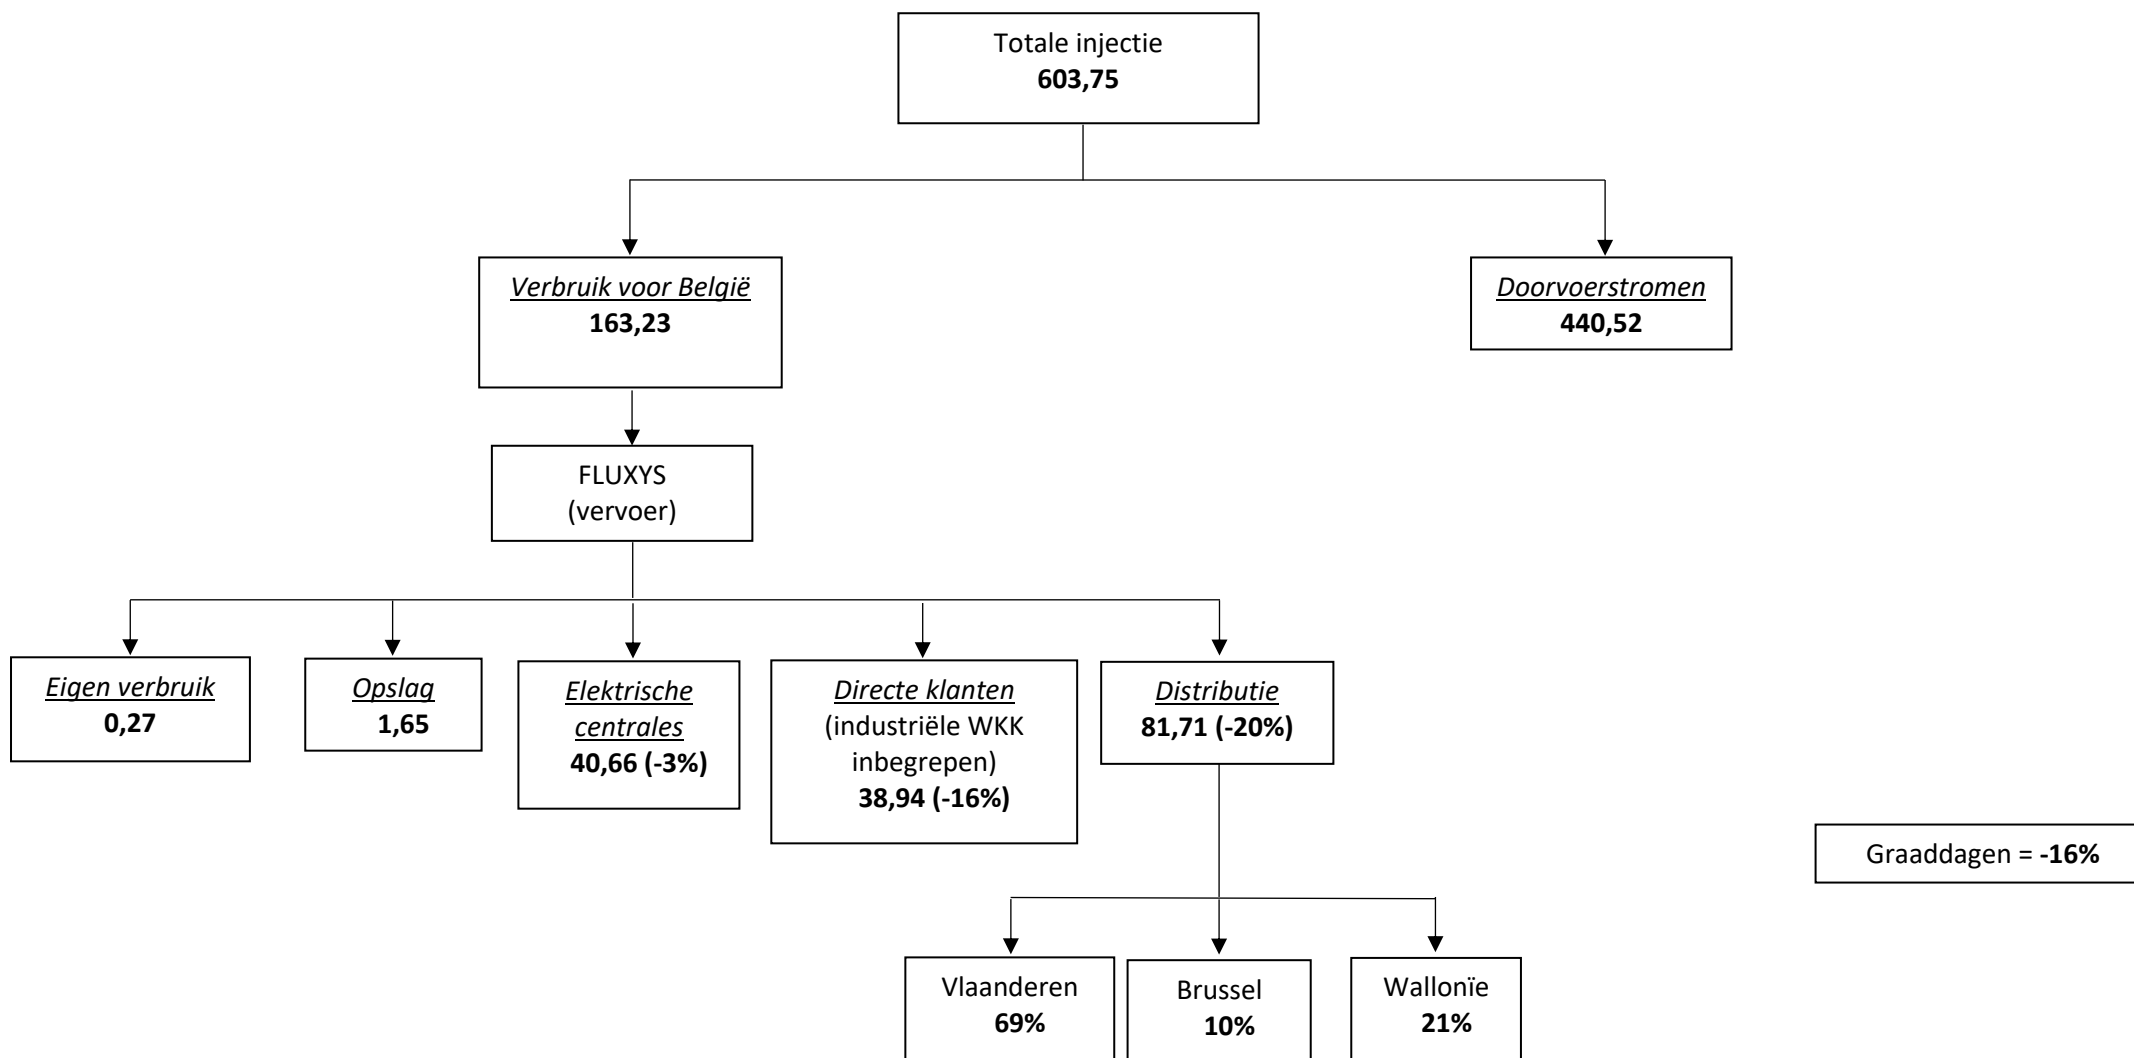 Totale injectie
603,75
Verbruik voor België
163,23
Doorvoerstromen
440,52
FLUXYS
(vervoer)
Eigen verbruik
0,27
Opslag
1,65
Elektrische
centrales
40,66 (-3%)
Directe klanten
(industriële WKK
inbegrepen)
38,94 (-16%)
Distributie
81,71 (-20%)
Graaddagen = -16%
Vlaanderen
69%
Brussel
10%
Wallonïe
21%